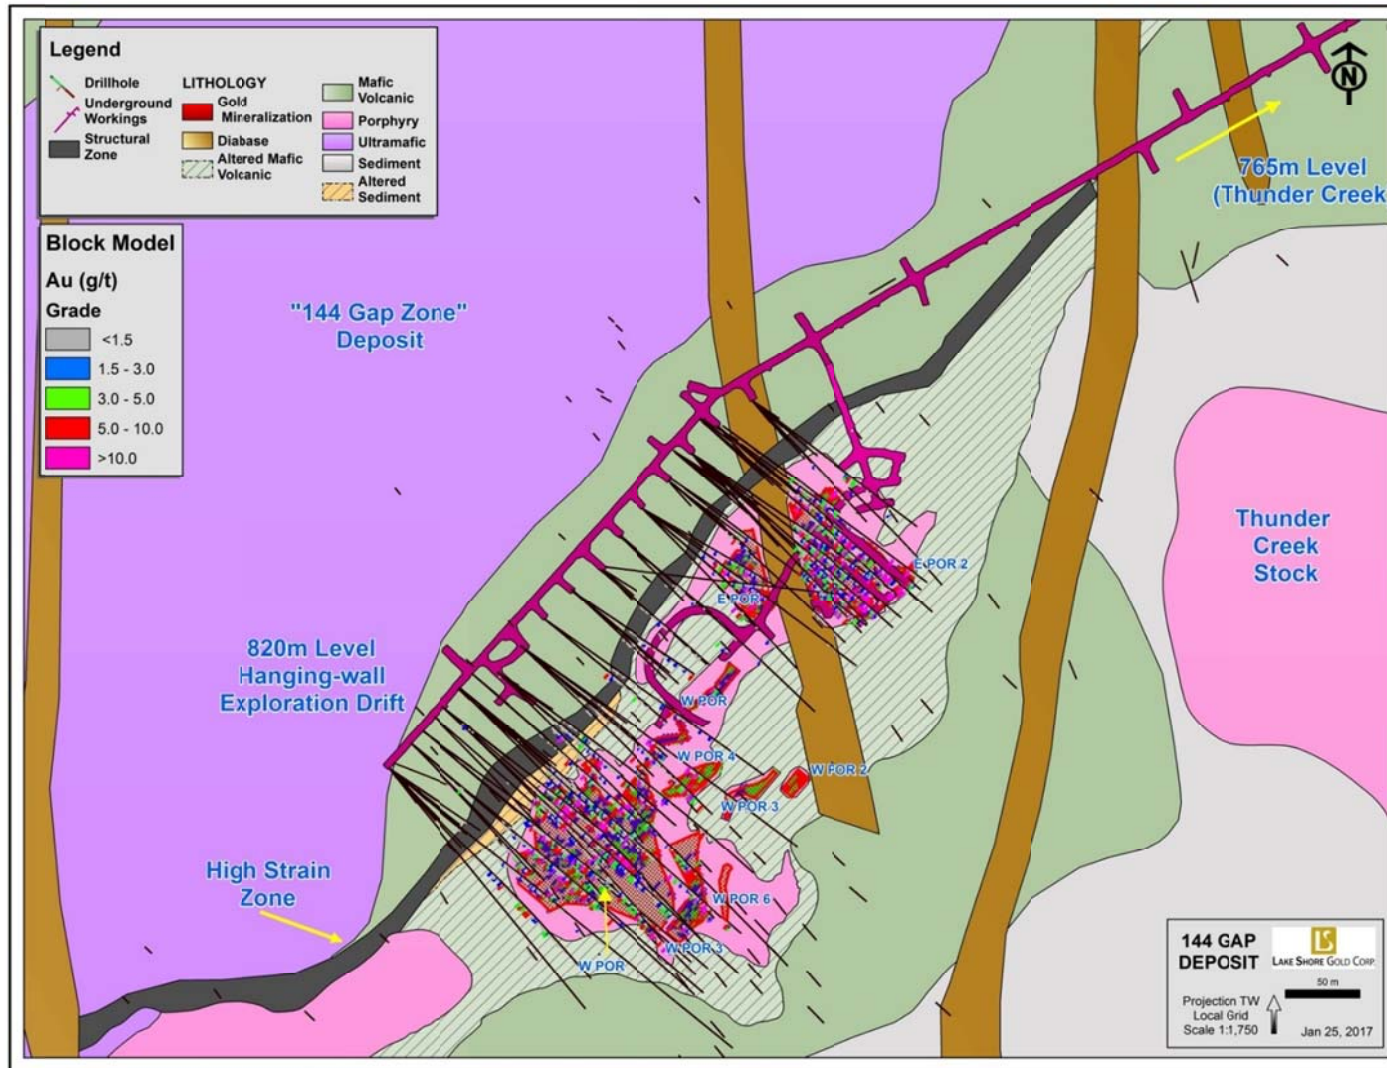 Legend
Drillhole
Underground
Workings
Structural
Zone
LITHOLOGY
Gold
Mineralization
Diabase
Altered Mafic
Volcanic
Mafic
Volcanic
Porphyry
Ultramafic
Sediment
Altered
Sediment
Block Model
Au (g/t)
Grade
<1.5
1.5 - 3.0
3.0 - 5.0
5.0 - 10.0
>10.0
N
765m Level
(Thunder Creek
"144 Gap Zone"
Deposit
Thunder
Creek
Stock
E POR 2
E POR
820m Level
Hanging-wall
Exploration Drift
W POR
W POR 4
W POR 2
W POR 3
High Strain
Zone
W POR 6
W POR 3
W POR
144 GAP
DEPOSIT
LS
LAKE SHORE GOLD CORP.
50 m
Projection TW
Local Grid
Scale 1:1,750
Jan 25, 2017